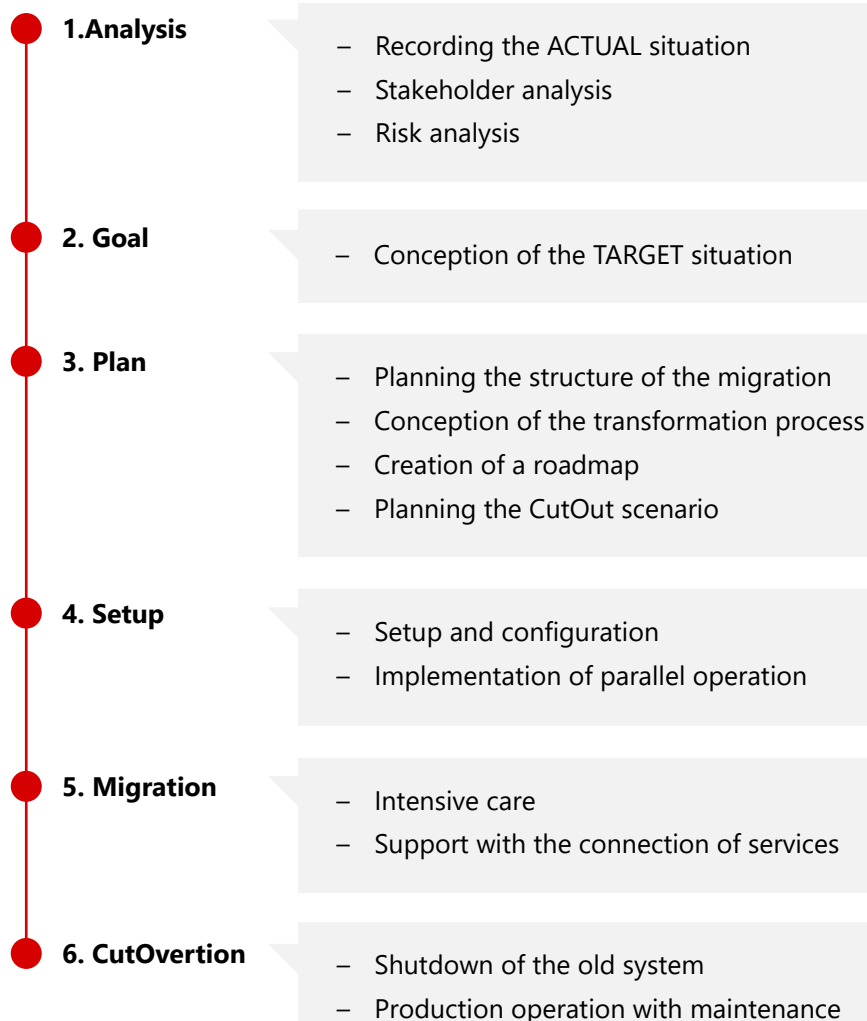 1.Analysis
– Recording the ACTUAL situation
– Stakeholder analysis
– Risk analysis
2. Goal
– Conception of the TARGET situation
3. Plan
– Planning the structure of the migration
– Conception of the transformation process
– Creation of a roadmap
– Planning the CutOut scenario
4. Setup
– Setup and configuration
– Implementation of parallel operation
5. Migration
– Intensive care
– Support with the connection of services
6. CutOvertion
– Shutdown of the old system
– Production operation with maintenance